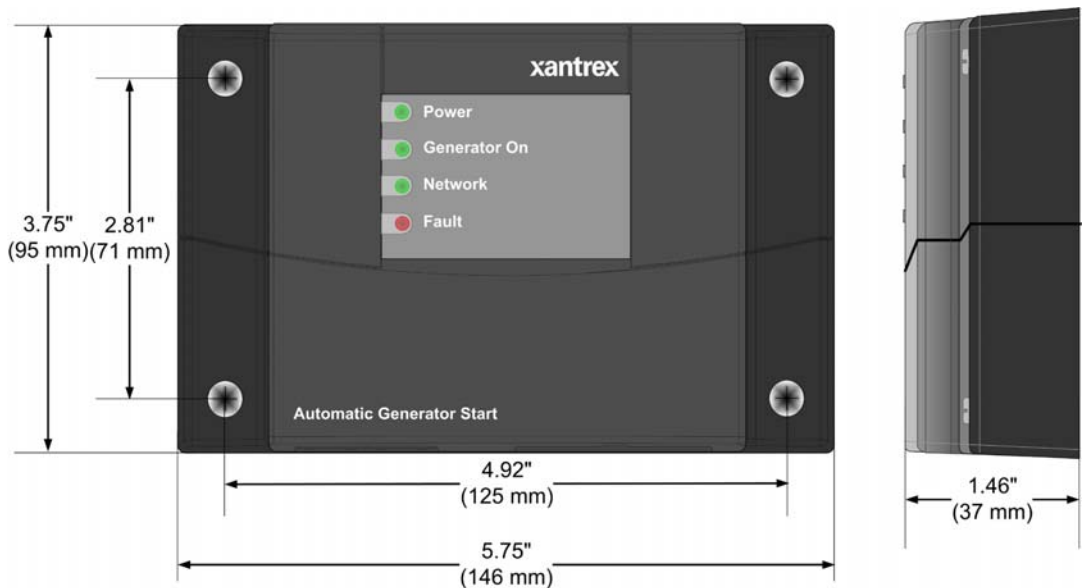 xantrex
Power
Generator On
Network
Fault
3.75"
(95 mm)
2.81"
(71 mm)
Automatic Generator Start
4.92"
(125 mm)
1.46"
(37 mm)
5.75"
(146 mm)